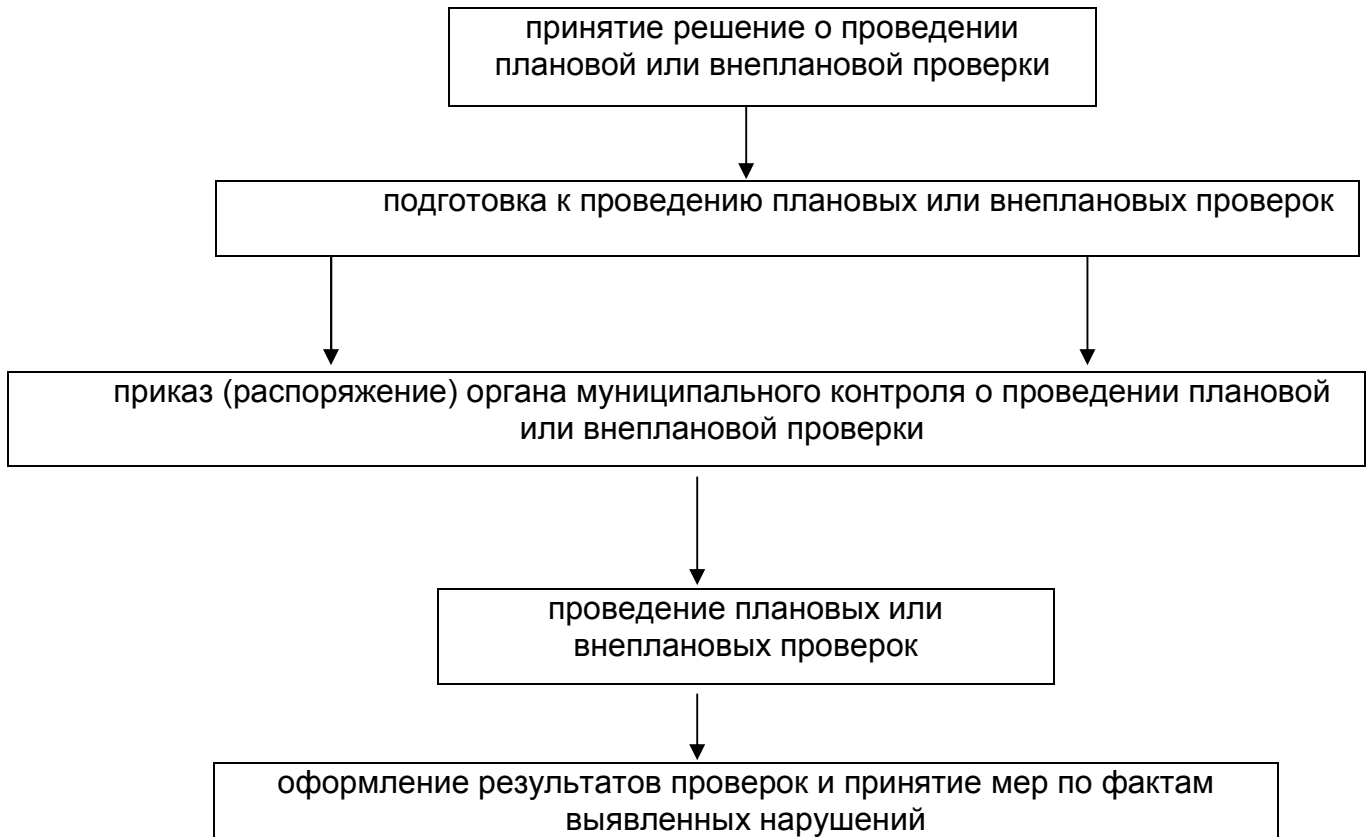 принятие решение о проведении
плановой или внеплановой проверки
подготовка к проведению плановых или внеплановых проверок
приказ (распоряжение) органа муниципального контроля о проведении плановой
или внеплановой проверки
проведение плановых или
внеплановых проверок
оформление результатов проверок и принятие мер по фактам
выявленных нарушений